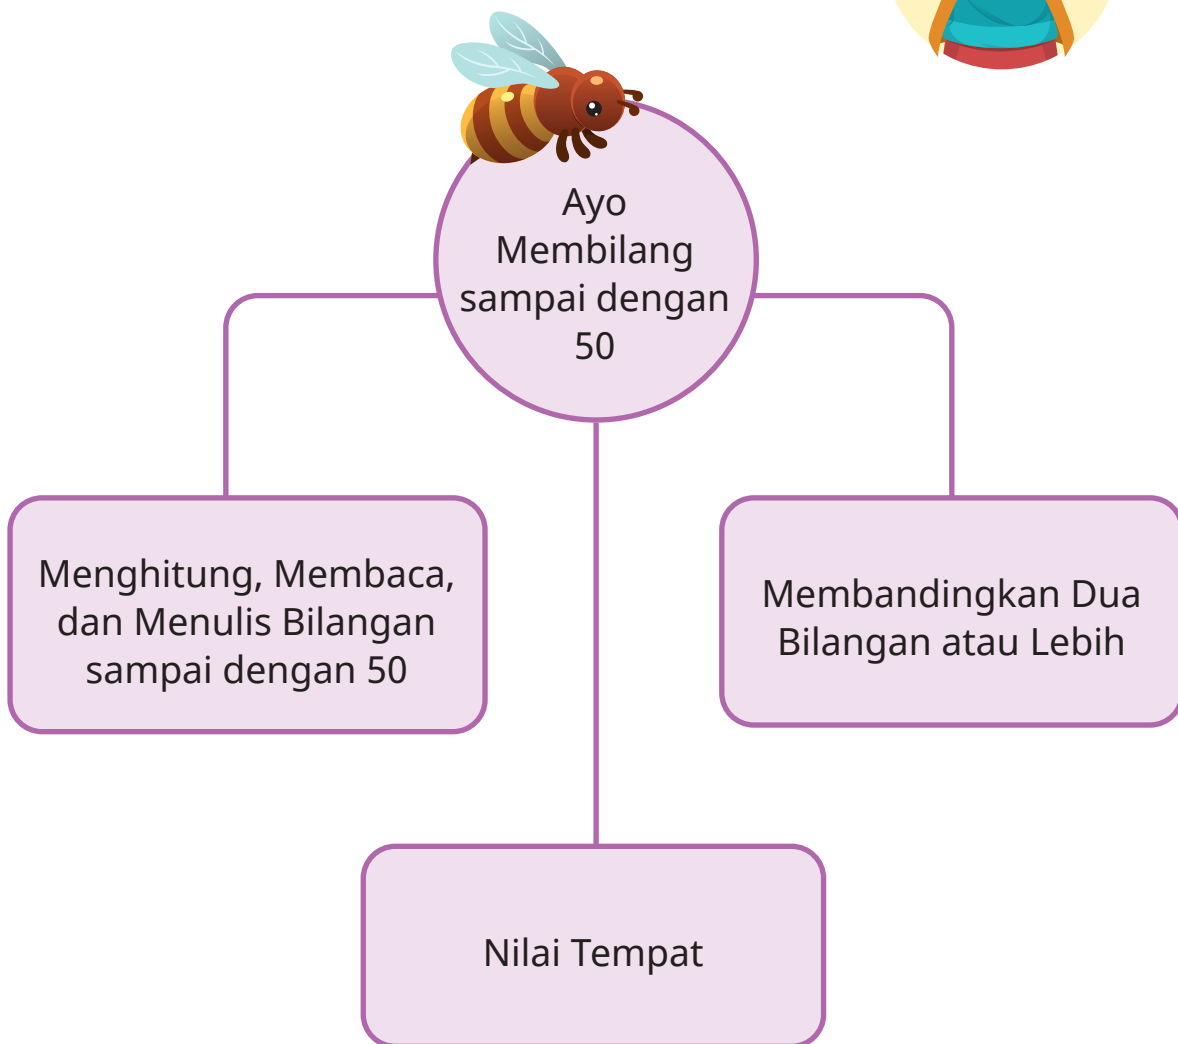 Ayo
Membilang
sampai dengan
50
Menghitung, Membaca,
dan Menulis Bilangan
sampai dengan 50
Membandingkan Dua
Bilangan atau Lebih
Nilai Tempat